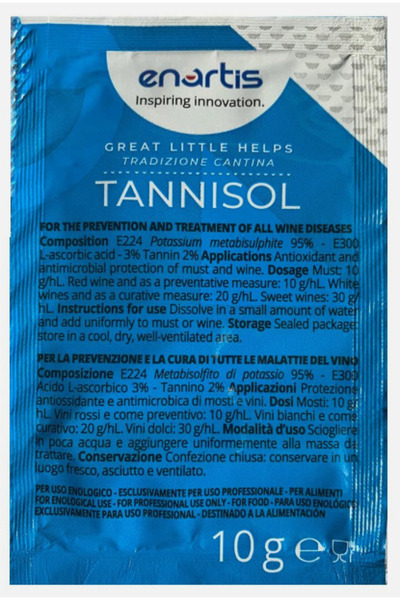 enartis
Inspiring innovation.
GREAT LITTLE HELPS
TRADIZIONE CANTINA
TANNISOL
FOR THE PREVENTION AND TREATMENT OF ALL WINE DISEASES
Composition E224 Potassium metabisulphite 95% - E300
L-ascorbic acid - 3% Tannin 2% Applications Antioxidant and
antimicrobial protection of must and wine. Dosage Must: 10
g/hL. Red wine and as a preventative measure: 10 g/hL. White
wines and as a curative measure: 20 g/hL. Sweet wines: 30 g/
hL. Instructions for use Dissolve in a small amount of water
and add uniformly to must or wine. Storage Sealed package:
store in a cool, dry, well-ventilated area.
PER LA PREVENZIONE E LA CURA DI TUTTE LE MALATTIE DEL VINO
Composizione E224 Metabisolfito di potassio 95% - E300
Acido L-ascorbico 3% - Tannino 2% Applicazioni Protezione
antiossidante e antimicrobica di mosti e vini. Dosi Mosti: 10 g/
hL. Vini rossi e come preventivo: 10 g/hL. Vini bianchi e come
curativo: 20 g/hL. Vini dolci: 30 g/hL. Modalità d'uso Sciogliere
in poca acqua e aggiungere uniformemente alla massa da
trattare. Conservazione Confezione chiusa: conservare in un
luogo fresco, asciutto e ventilato.
PER USO ENOLOGICO - ESCLUSIVAMENTE PER USO PROFESSIONALE - PER ALIMENTI
FOR ENOLOGICAL USE - FOR PROFESSIONAL USE ONLY - FOR FOOD - PARA USO ENOLÓGICO
EXCLUSIVAMENTE PARA USO PROFESIONAL - DESTINADO A LA ALIMENTACIÓN
10 g e